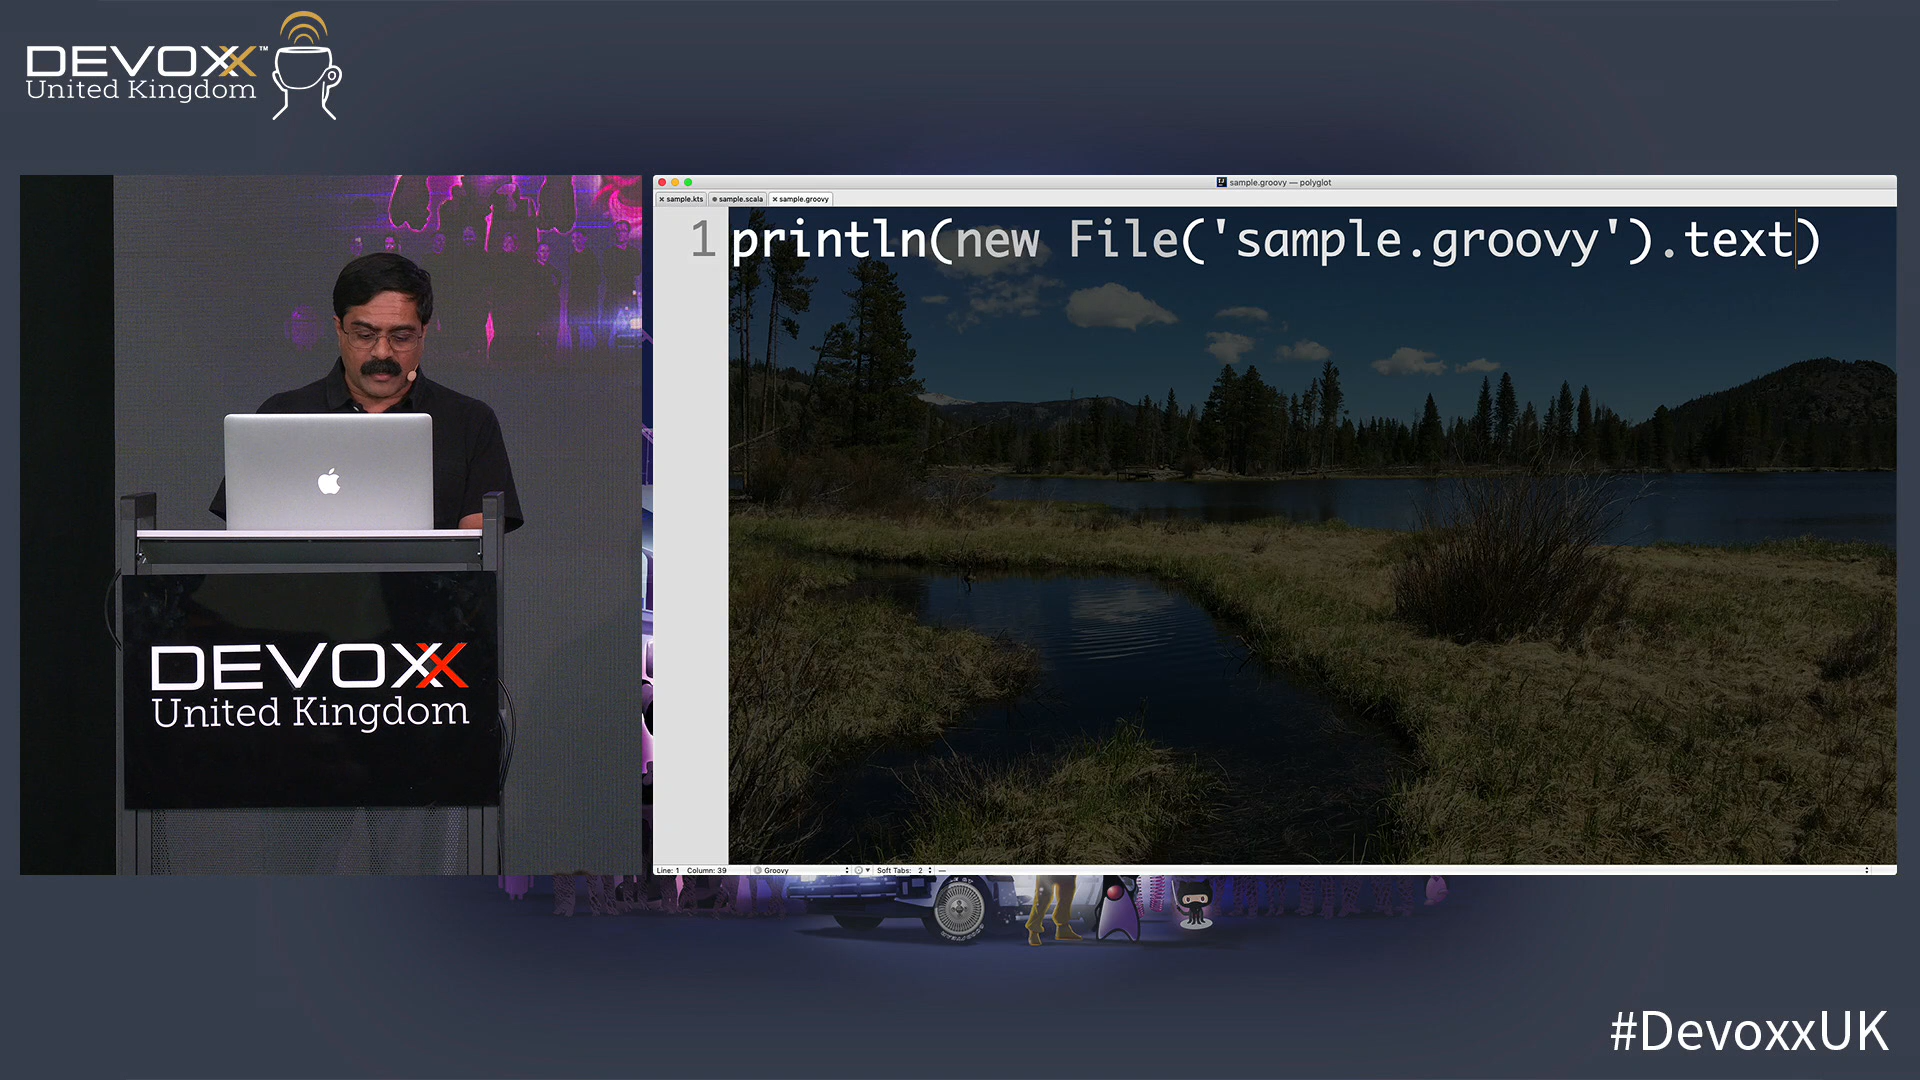 DEVOXX™
United Kingdom
sample.groovy — polyglot
sample.kts
sample.scala
sample.groovy
1 println(new File('sample.groovy').text)
DEVOXX
United Kingdom
Line: 1 Column: 39 Groovy Soft Tabs: 2
#DevoxxUK